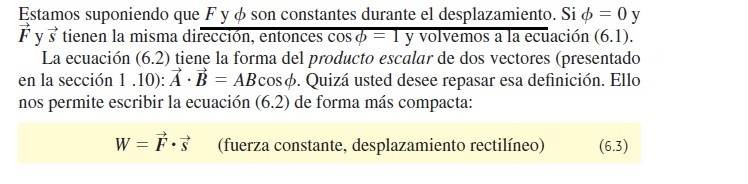 Estamos suponiendo que F y ϕ son constantes durante el desplazamiento. Si ϕ = 0 y
F⃗ y s⃗ tienen la misma dirección, entonces cos ϕ = 1 y volvemos a la ecuación (6.1).
La ecuación (6.2) tiene la forma del producto escalar de dos vectores (presentado
en la sección 1 .10): A⃗ · B⃗ = AB cos ϕ. Quizá usted desee repasar esa definición. Ello
nos permite escribir la ecuación (6.2) de forma más compacta:
W = F⃗ · s⃗ (fuerza constante, desplazamiento rectilíneo) (6.3)